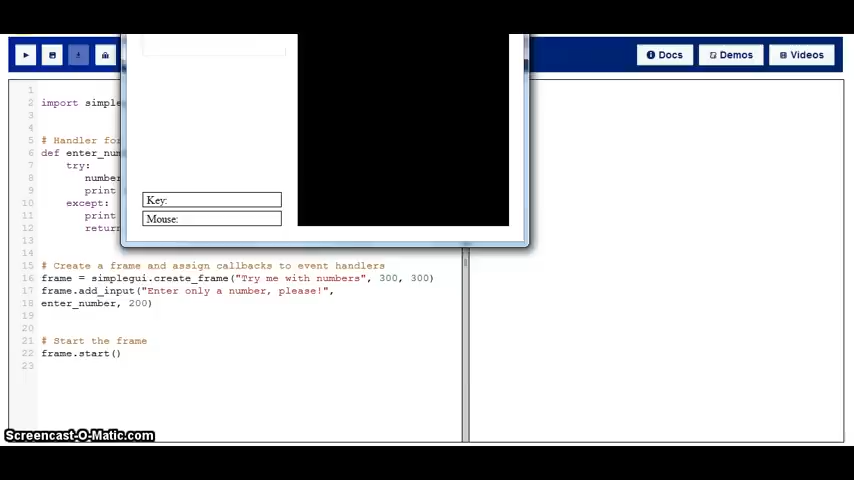 Docs
Demos
Videos
1
2 import
3
4
5 # Handler for
6 def
7 try:
8 number
9 print
10 except:
11 print
12 return
13
14
15 # Create a frame and assign callbacks to event handlers
16 frame = simplegui.create_frame("Try me with numbers", 300, 300)
17 frame.add_input("Enter only a number, please!",
18 enter_number, 200)
19
20
21 # Start the frame
22 frame.start()
23
Key:
Mouse:
Screencast-O-Matic.com